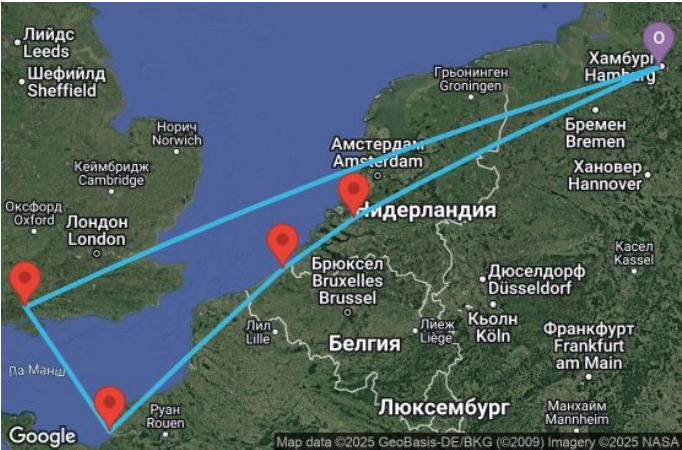 Лийдс
Leeds
Шефийлд
Sheffield
O
Хамбург
Hamburg
Грьонинген
Groningen
Бремен
Bremen
Норич
Norwich
Амстердам
Amsterdam
Кеймбридж
Cambridge
Хановер
Hannover
Оксфорд
Oxford
Лондон
London
Нидерландия
Касел
Kassel
Брюксел
Bruxelles
Brussel
Дюселдорф
Düsseldorf
Лил
Lille
Белгия
Лиеж
Liège
Кьолн
Köln
Франкфурт
Frankfurt
am Main
Ла Манш
Руан
Rouen
Люксембург
Манхайм
Mannheim
Google
Map data ©2025 GeoBasis-DE/BKG (©2009) Imagery ©2025 NASA